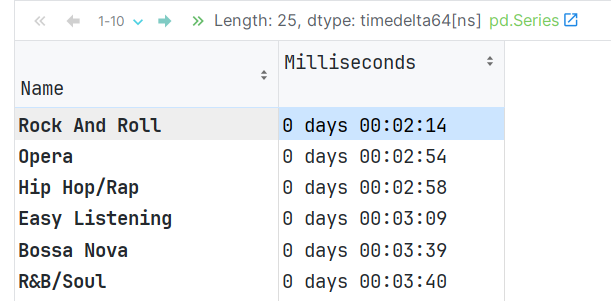 1-10 Length: 25, dtype: timedelta64[ns] pd.Series
Milliseconds
Name
Rock And Roll 0 days 00:02:14
Opera 0 days 00:02:54
Hip Hop/Rap 0 days 00:02:58
Easy Listening 0 days 00:03:09
Bossa Nova 0 days 00:03:39
R&B/Soul 0 days 00:03:40